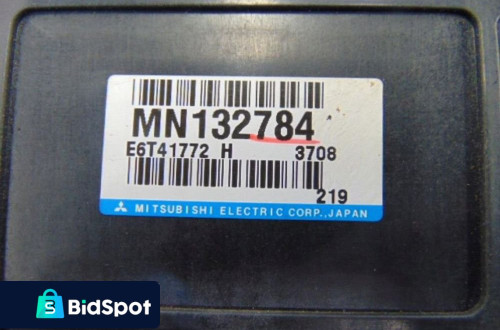 MN132784
E6T41772 H 3708
219
MITSUBISHI ELECTRIC CORP., JAPAN
S BidSpot